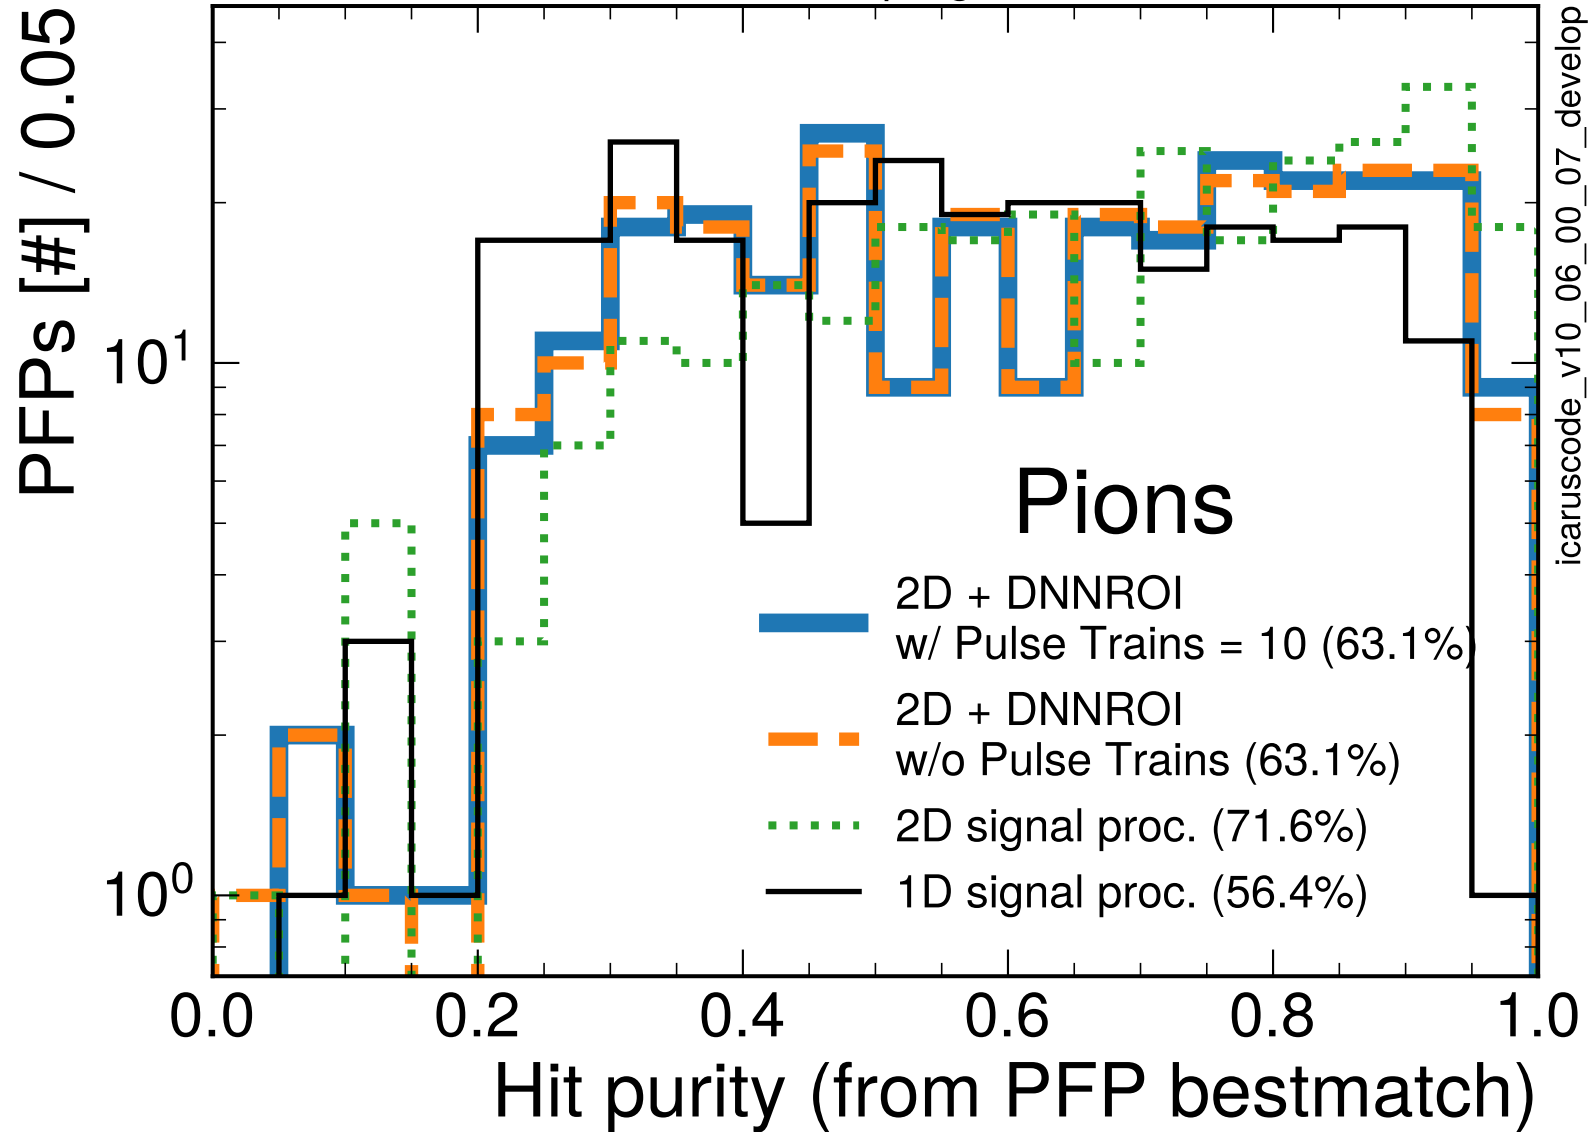 PFPs [#] / 0.05
10¹
10⁰
0.0 0.2 0.4 0.6 0.8 1.0
Hit purity (from PFP bestmatch)
Pions
2D + DNNROI
w/ Pulse Trains = 10 (63.1%)
2D + DNNROI
w/o Pulse Trains (63.1%)
2D signal proc. (71.6%)
1D signal proc. (56.4%)
icaruscode_v10_06_00_07_develop